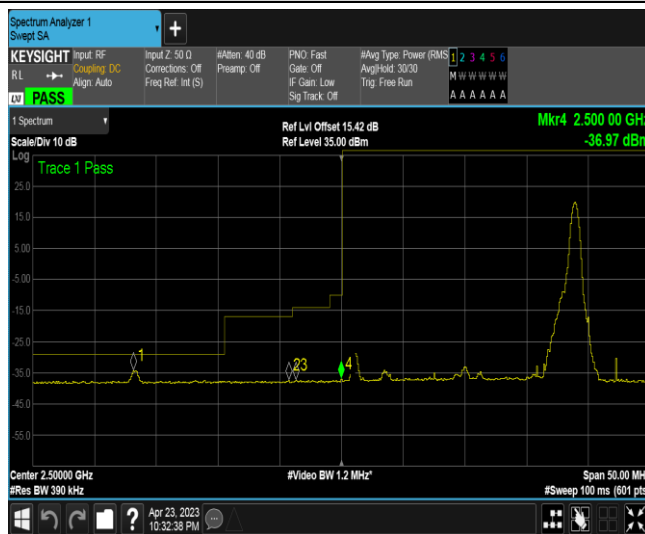 Spectrum Analyzer 1
Swept SA
+
KEYSIGHT
RL
LXI PASS
Input: RF
Coupling: DC
Align: Auto
Input Z: 50 Ω
Corrections: Off
Freq Ref: Int (S)
#Atten: 40 dB
Preamp: Off
PNO: Fast
Gate: Off
IF Gain: Low
Sig Track: Off
#Avg Type: Power (RMS
Avg|Hold: 30/30
Trig: Free Run
1 2 3 4 5 6
M W W W W W
A A A A A A
1 Spectrum
Scale/Div 10 dB
Ref Lvl Offset 15.42 dB
Ref Level 35.00 dBm
Mkr4 2.500 00 GHz
-36.97 dBm
Log
Trace 1 Pass
25.0
15.0
5.00
-5.00
-15.0
-25.0
-35.0
-45.0
-55.0
1
2 3
4
Center 2.50000 GHz
#Res BW 390 kHz
#Video BW 1.2 MHz*
Span 50.00 MH
#Sweep 100 ms (601 pts
?
Apr 23, 2023
10:32:38 PM